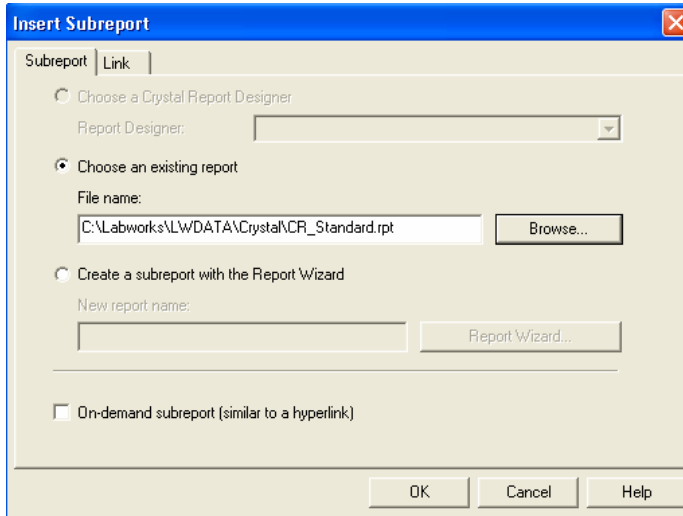 Insert Subreport
Subreport Link
Choose a Crystal Report Designer
Report Designer:
Choose an existing report
File name:
C:\Labworks\LWDATA\Crystal\CR_Standard.rpt Browse...
Create a subreport with the Report Wizard
New report name:
Report Wizard...
On-demand subreport (similar to a hyperlink)
OK Cancel Help